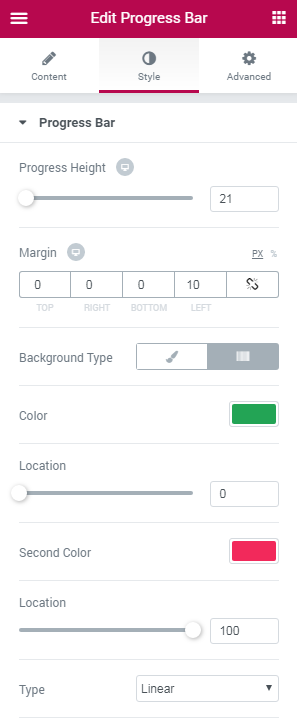 Edit Progress Bar
Content Style Advanced
Progress Bar
Progress Height
21
Margin PX %
0 0 0 10
TOP RIGHT BOTTOM LEFT
Background Type
Color
Location
0
Second Color
Location
100
Type Linear